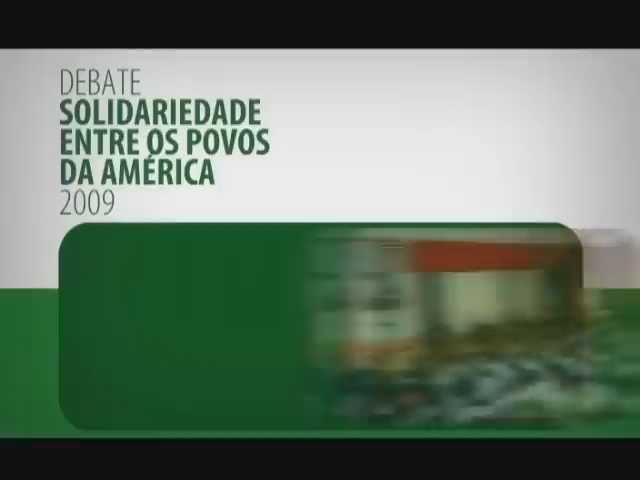 DEBATE
SOLIDARIEDADE
ENTRE OS POVOS
DA AMÉRICA
2009